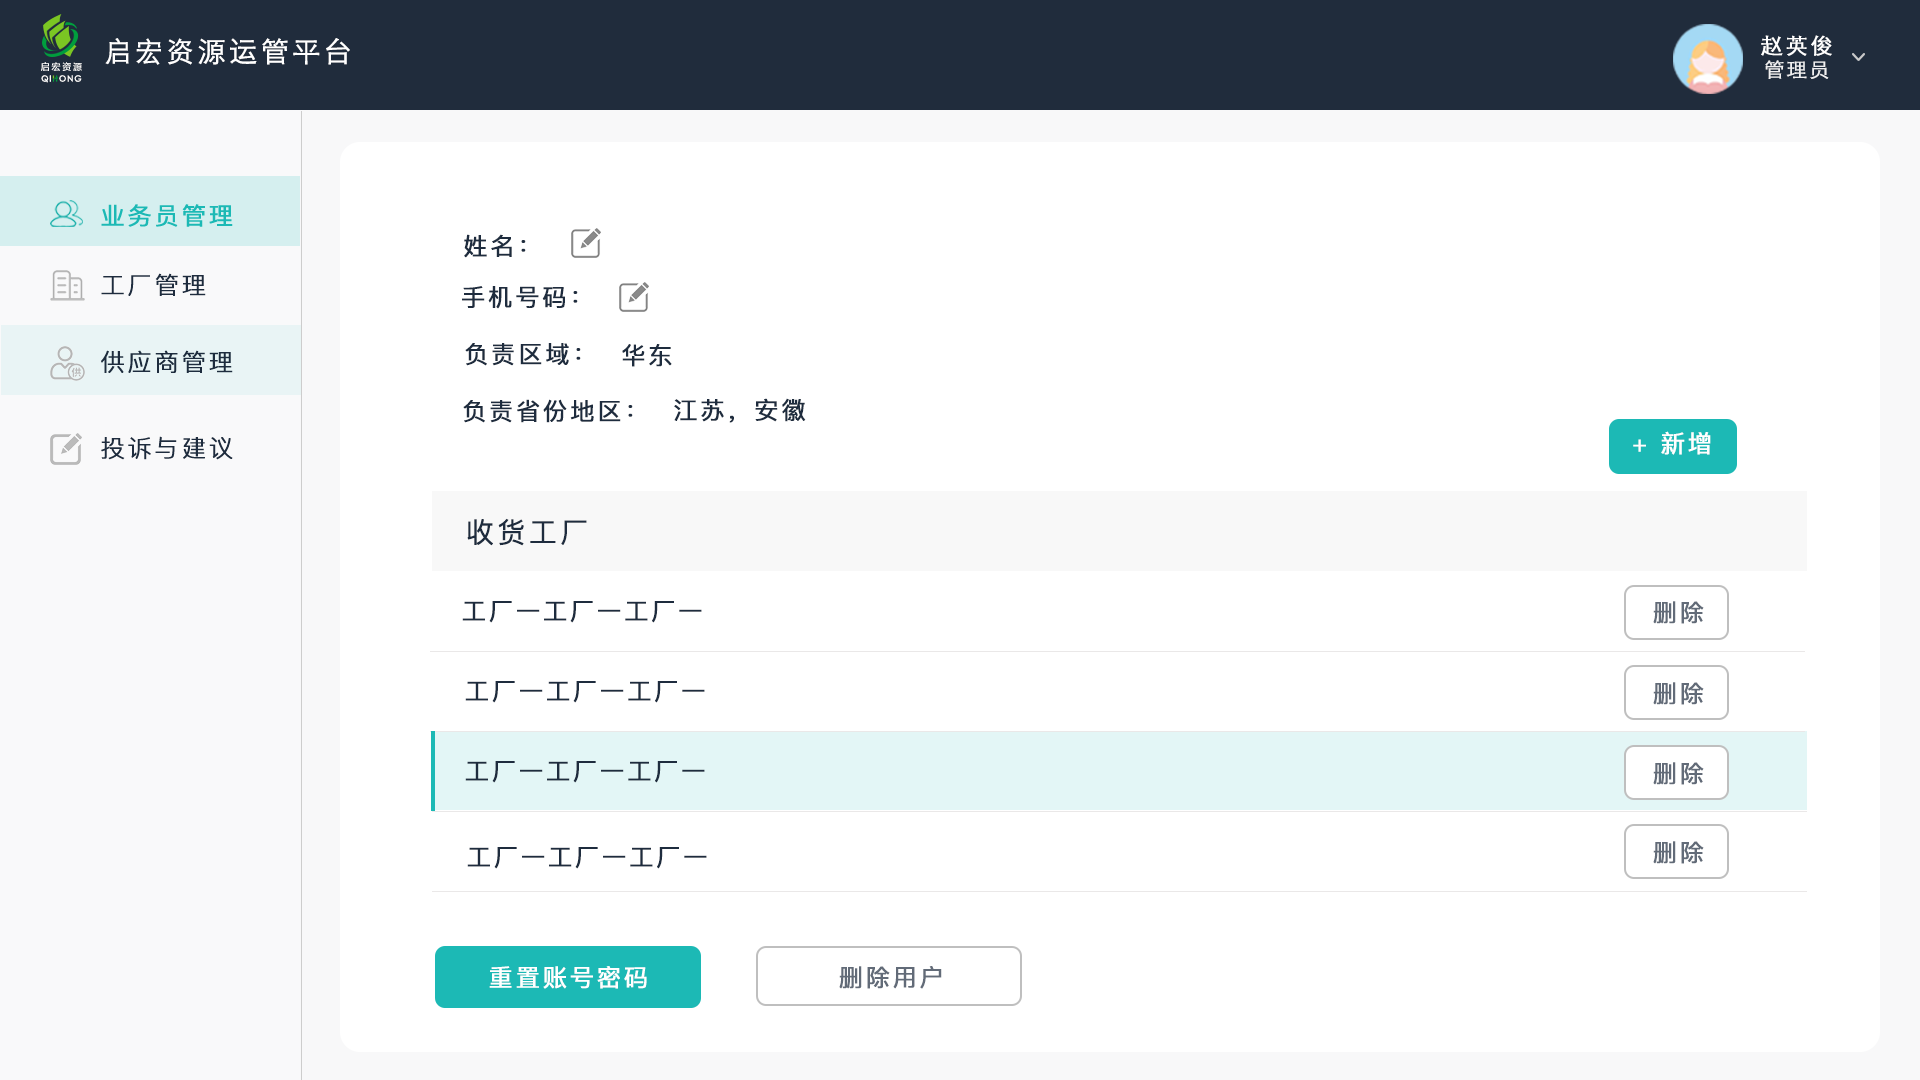 启宏资源
QIHONG
启宏资源运管平台
赵英俊
管理员
业务员管理
工厂管理
供应商管理
供
投诉与建议
姓名：
手机号码：
负责区域： 华东
负责省份地区： 江苏，安徽
+ 新增
收货工厂
工厂一工厂一工厂一 删除
工厂一工厂一工厂一 删除
工厂一工厂一工厂一 删除
工厂一工厂一工厂一 删除
重置账号密码 删除用户